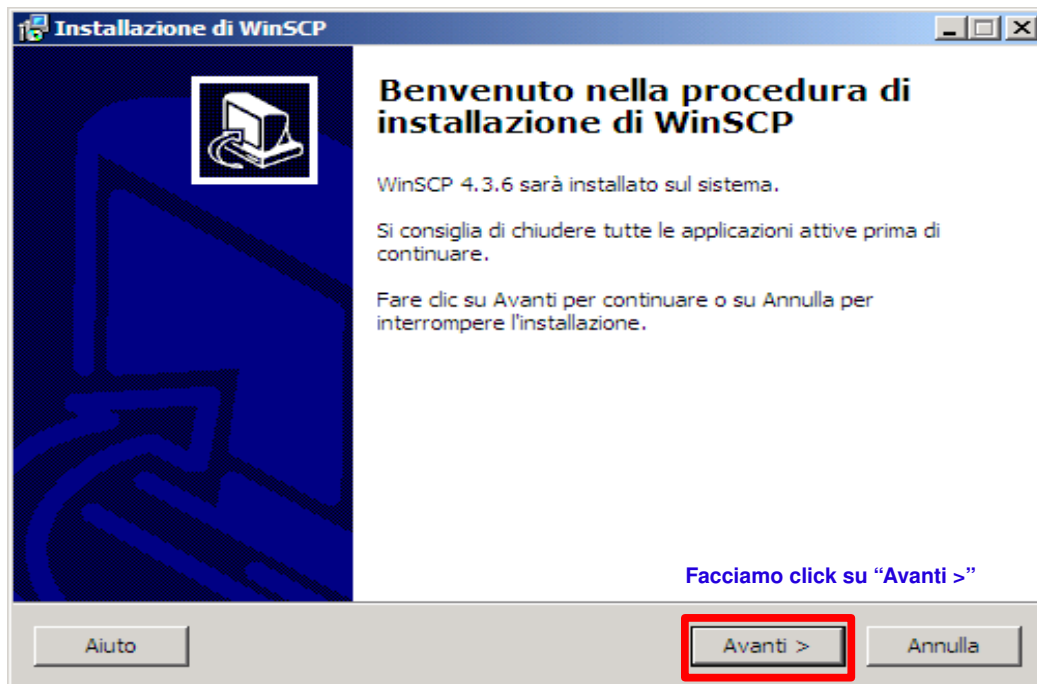 Installazione di WinSCP
Benvenuto nella procedura di
installazione di WinSCP
WinSCP 4.3.6 sarà installato sul sistema.
Si consiglia di chiudere tutte le applicazioni attive prima di
continuare.
Fare clic su Avanti per continuare o su Annulla per
interrompere l'installazione.
Facciamo click su “Avanti >”
Aiuto
Avanti >
Annulla